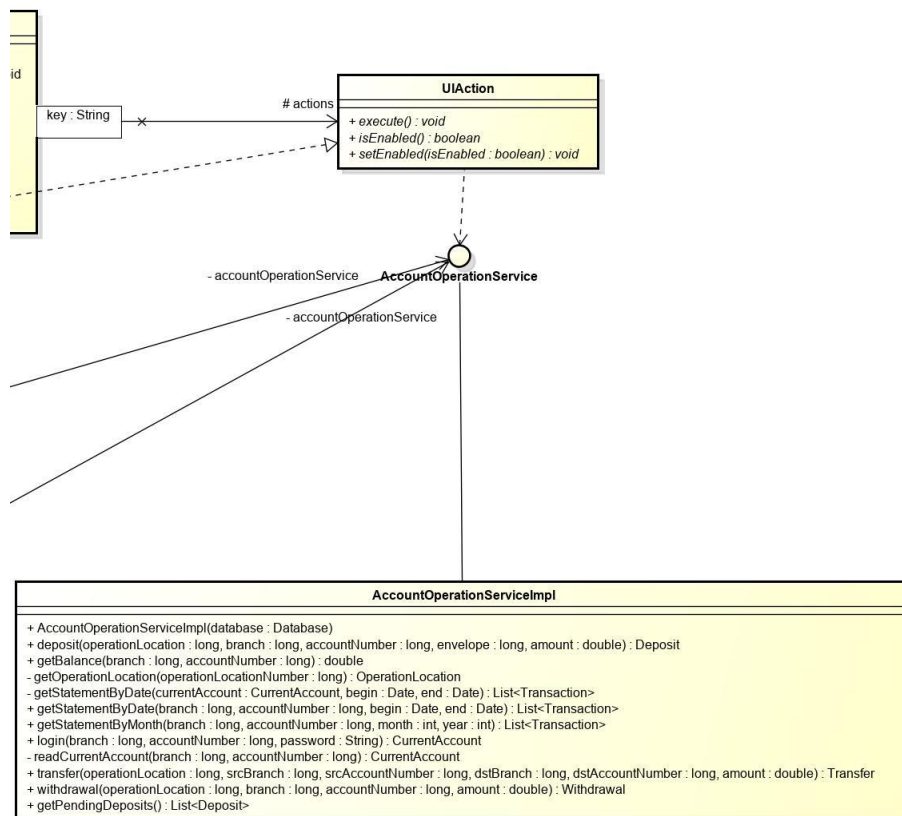 id
key : String
# actions
UIAction
+ execute() : void
+ isEnabled() : boolean
+ setEnabled(isEnabled : boolean) : void
- accountOperationService
AccountOperationService
- accountOperationService
AccountOperationServiceImpl
+ AccountOperationServiceImpl(database : Database)
+ deposit(operationLocation : long, branch : long, accountNumber : long, envelope : long, amount : double) : Deposit
+ getBalance(branch : long, accountNumber : long) : double
- getOperationLocation(operationLocationNumber : long) : OperationLocation
- getStatementByDate(currentAccount : CurrentAccount, begin : Date, end : Date) : List<Transaction>
+ getStatementByDate(branch : long, accountNumber : long, begin : Date, end : Date) : List<Transaction>
+ getStatementByMonth(branch : long, accountNumber : long, month : int, year : int) : List<Transaction>
+ login(branch : long, accountNumber : long, password : String) : CurrentAccount
- readCurrentAccount(branch : long, accountNumber : long) : CurrentAccount
+ transfer(operationLocation : long, srcBranch : long, srcAccountNumber : long, dstBranch : long, dstAccountNumber : long, amount : double) : Transfer
+ withdrawal(operationLocation : long, branch : long, accountNumber : long, amount : double) : Withdrawal
+ getPendingDeposits() : List<Deposit>